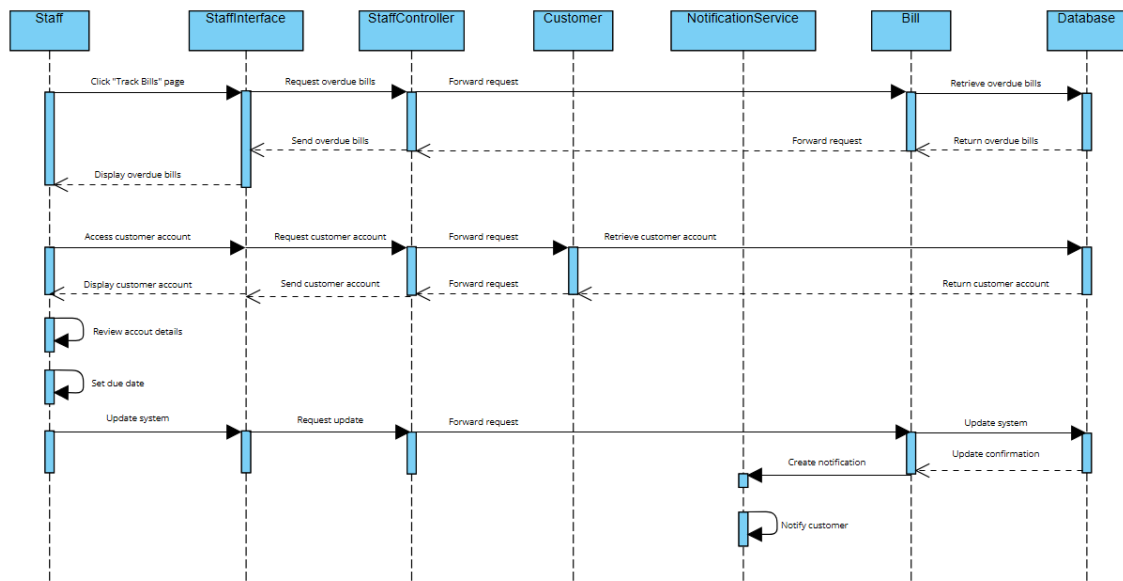 Staff
StaffInterface
StaffController
Customer
NotificationService
Bill
Database
Click "Track Bills" page
Request overdue bills
Forward request
Retrieve overdue bills
Send overdue bills
Forward request
Return overdue bills
Display overdue bills
Access customer account
Request customer account
Forward request
Retrieve customer account
Display customer account
Send customer account
Forward request
Return customer account
Review accout details
Set due date
Update system
Request update
Forward request
Update system
Update confirmation
Create notification
Notify customer